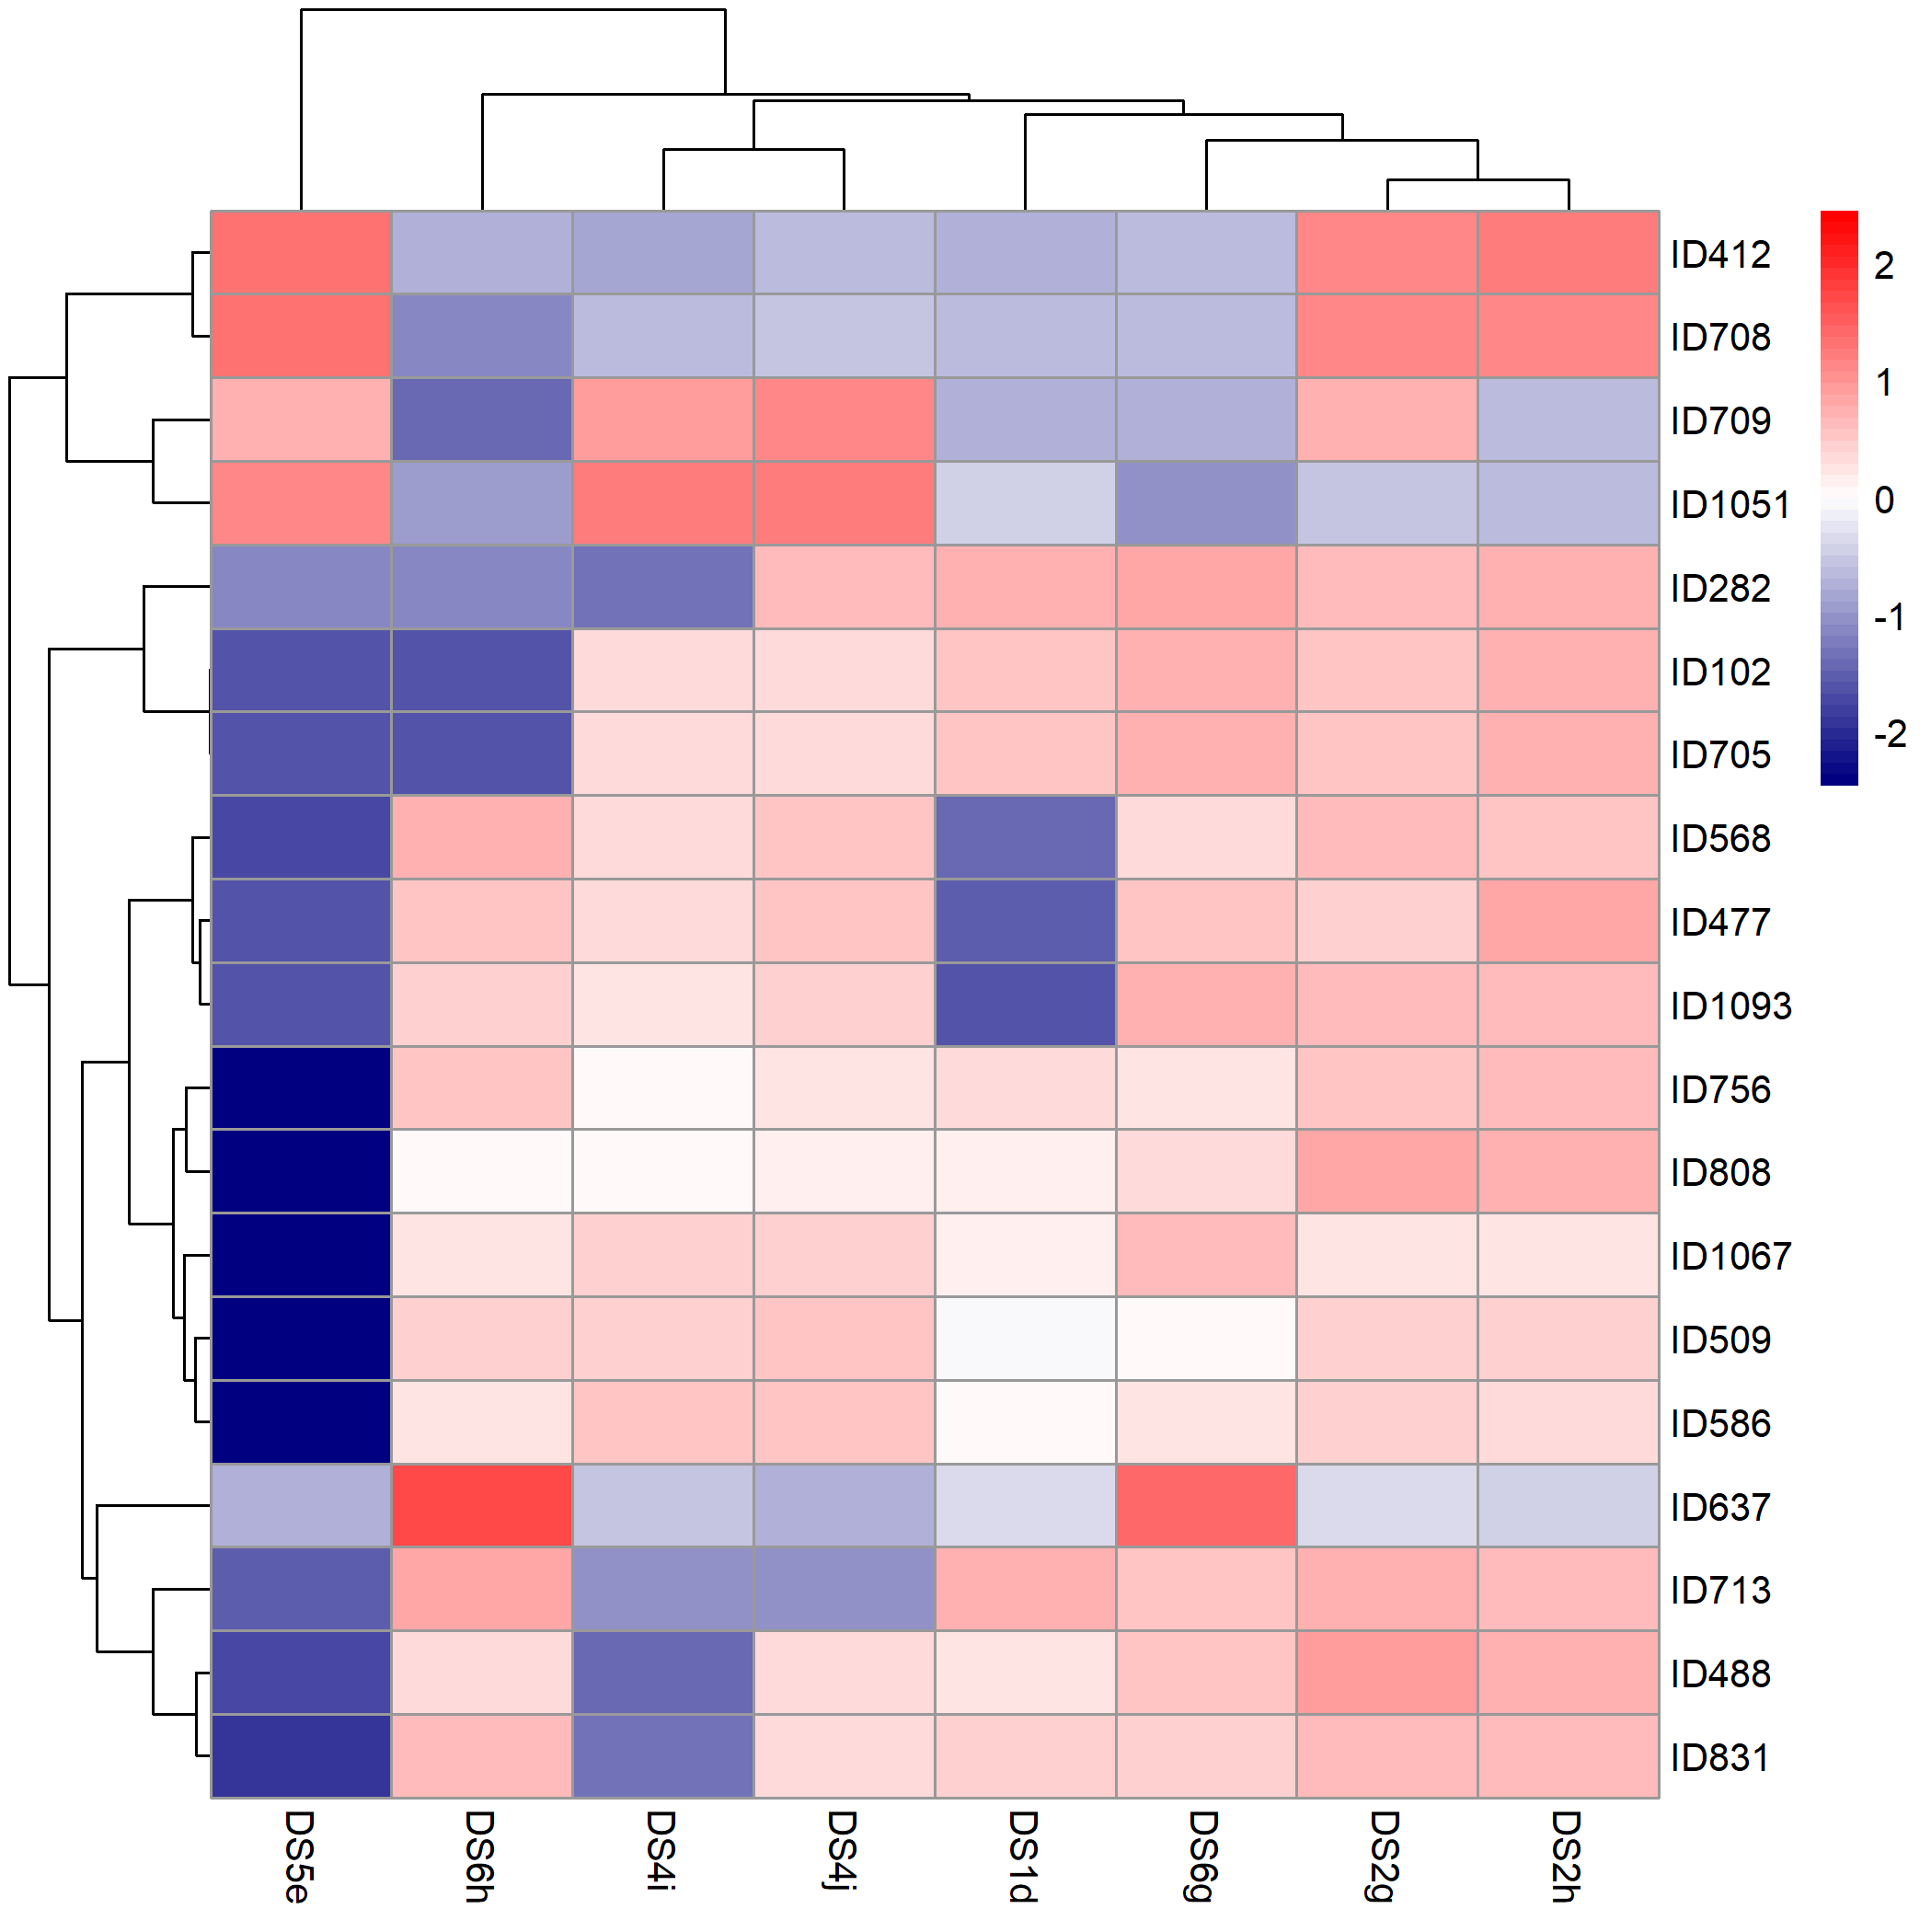 ID412
ID708
ID709
ID1051
ID282
ID102
ID705
ID568
ID477
ID1093
ID756
ID808
ID1067
ID509
ID586
ID637
ID713
ID488
ID831
2
1
0
-1
-2
DS5e
DS6h
DS4i
DS4j
DS1d
DS6g
DS2g
DS2h